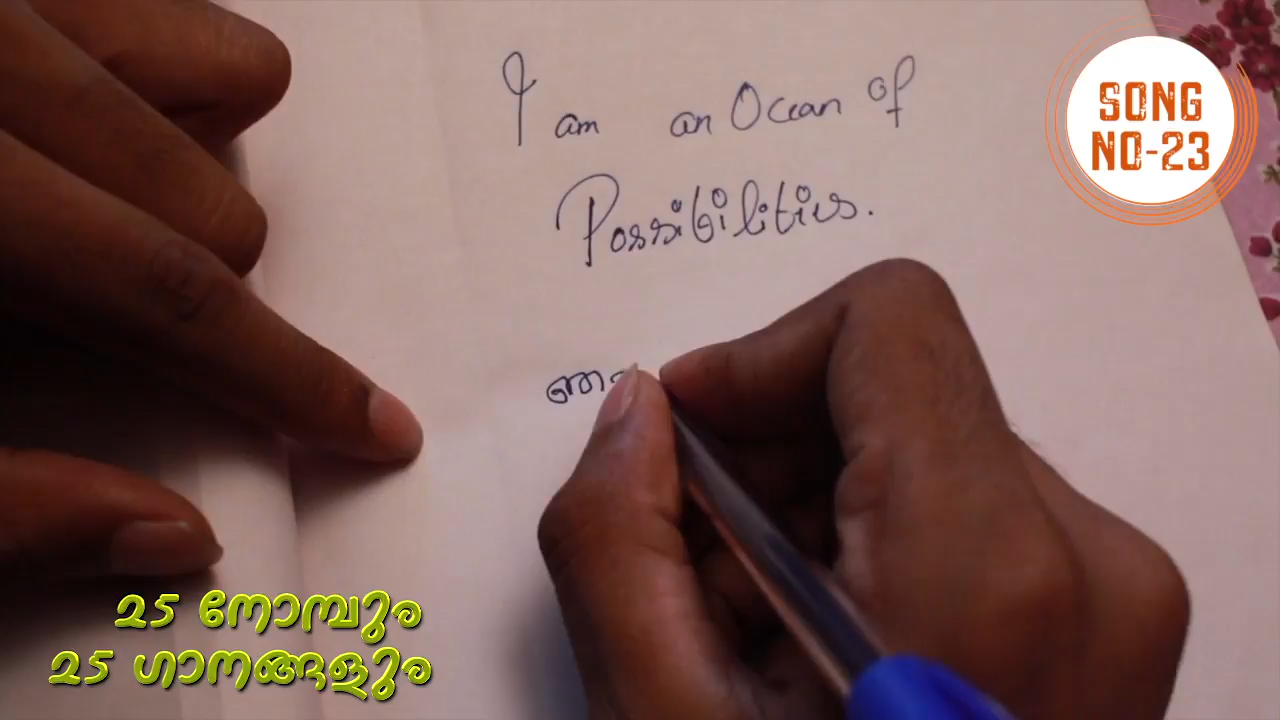 I am an Ocean of
Possibilities.
SONG
NO-23
25 നോമ്പും
25 ഗാനങ്ങളും